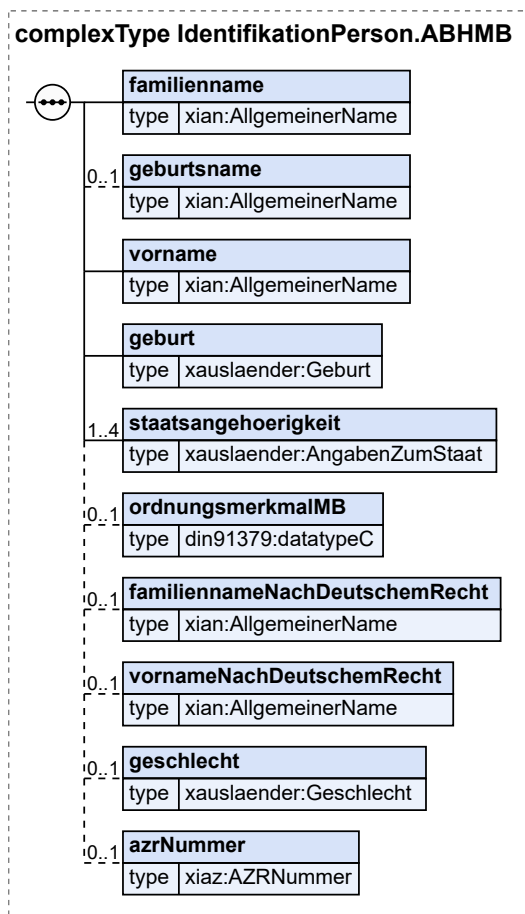 complexType IdentifikationPerson.ABHMB
familienname
type xian:AllgemeinerName
0..1 geburtsname
type xian:AllgemeinerName
vorname
type xian:AllgemeinerName
geburt
type xauslaender:Geburt
1..4 staatsangehoerigkeit
type xauslaender:AngabenZumStaat
0..1 ordnungsmerkmalMB
type din91379:datatypeC
0..1 familiennameNachDeutschemRecht
type xian:AllgemeinerName
0..1 vornameNachDeutschemRecht
type xian:AllgemeinerName
0..1 geschlecht
type xauslaender:Geschlecht
0..1 azrNummer
type xiaz:AZRNummer